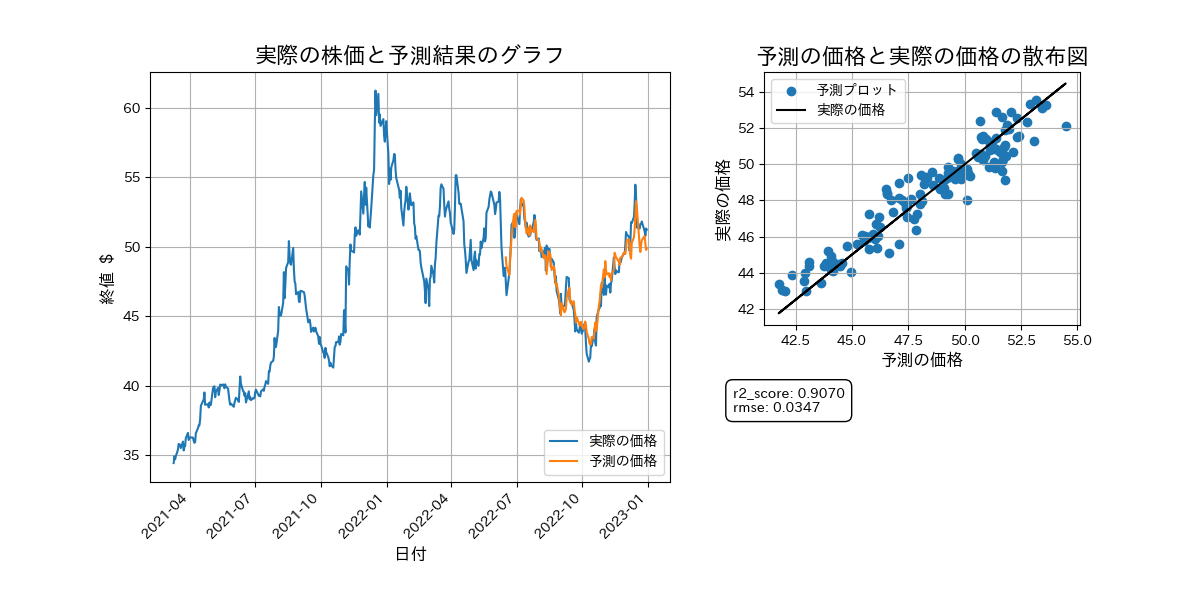 実際の株価と予測結果のグラフ
終値 $
60
55
50
45
40
35
2021-04
2021-07
2021-10
2022-01
2022-04
2022-07
2022-10
2023-01
日付
実際の価格
予測の価格
予測の価格と実際の価格の散布図
実際の価格
54
52
50
48
46
44
42
42.5
45.0
47.5
50.0
52.5
55.0
予測の価格
予測プロット
実際の価格
r2_score: 0.9070
rmse: 0.0347